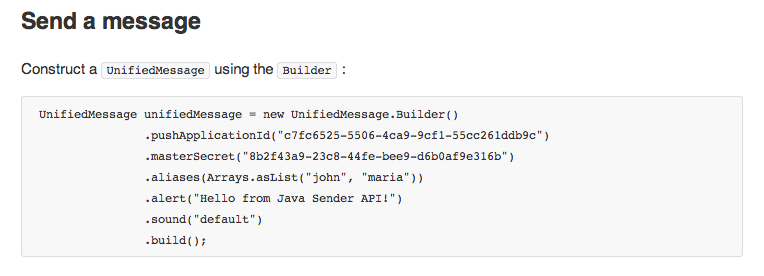 Send a message
Construct a UnifiedMessage using the Builder :
UnifiedMessage unifiedMessage = new UnifiedMessage.Builder()
.pushApplicationId("c7fc6525-5506-4ca9-9cf1-55cc261ddb9c")
.masterSecret("8b2f43a9-23c8-44fe-bee9-d6b0af9e316b")
.aliases(Arrays.asList("john", "maria"))
.alert("Hello from Java Sender API!")
.sound("default")
.build();